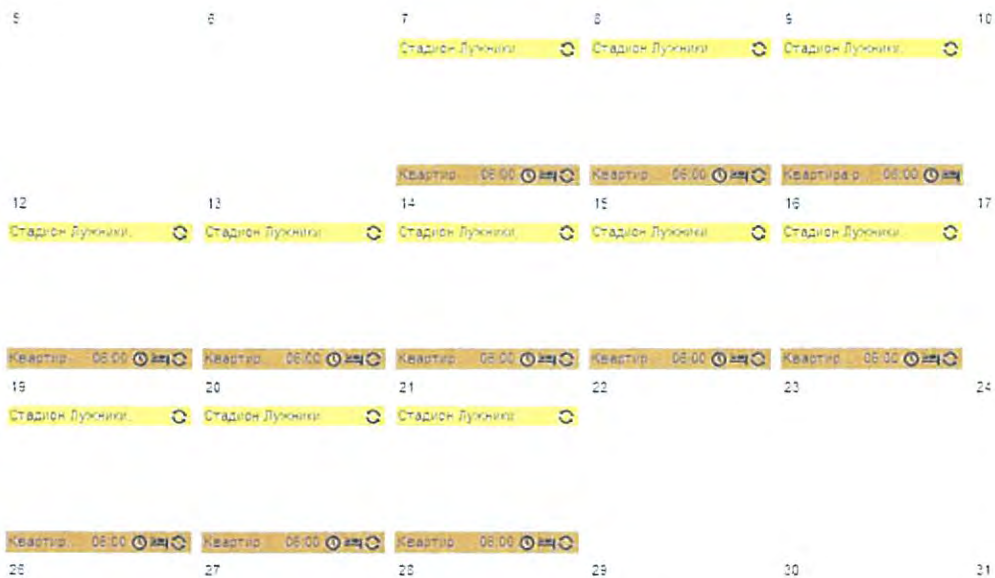 5 6 7 8 9 10
Стадион Лужники. Стадион Лужники. Стадион Лужники.
Квартир... 06:00 Квартир... 06:00 Квартира р... 06:00
12 13 14 15 16 17
Стадион Лужники. Стадион Лужники. Стадион Лужники. Стадион Лужники. Стадион Лужники.
Квартир... 06:00 Квартир... 06:00 Квартир... 06:00 Квартир... 06:00 Квартир... 06:00
19 20 21 22 23 24
Стадион Лужники. Стадион Лужники. Стадион Лужники.
Квартир... 06:00 Квартир... 06:00 Квартир... 06:00
26 27 28 29 30 31